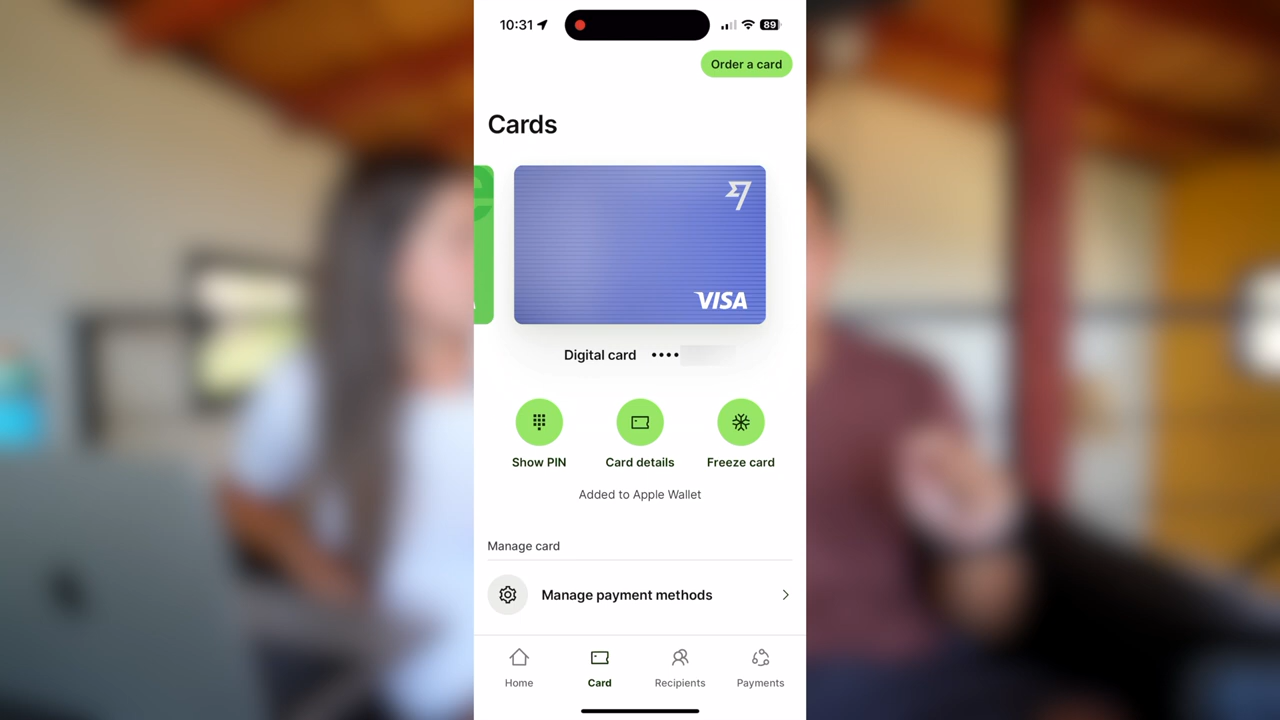 10:31
89
Order a card
Cards
VISA
Digital card ••••
Show PIN
Card details
Freeze card
Added to Apple Wallet
Manage card
Manage payment methods
Home
Card
Recipients
Payments